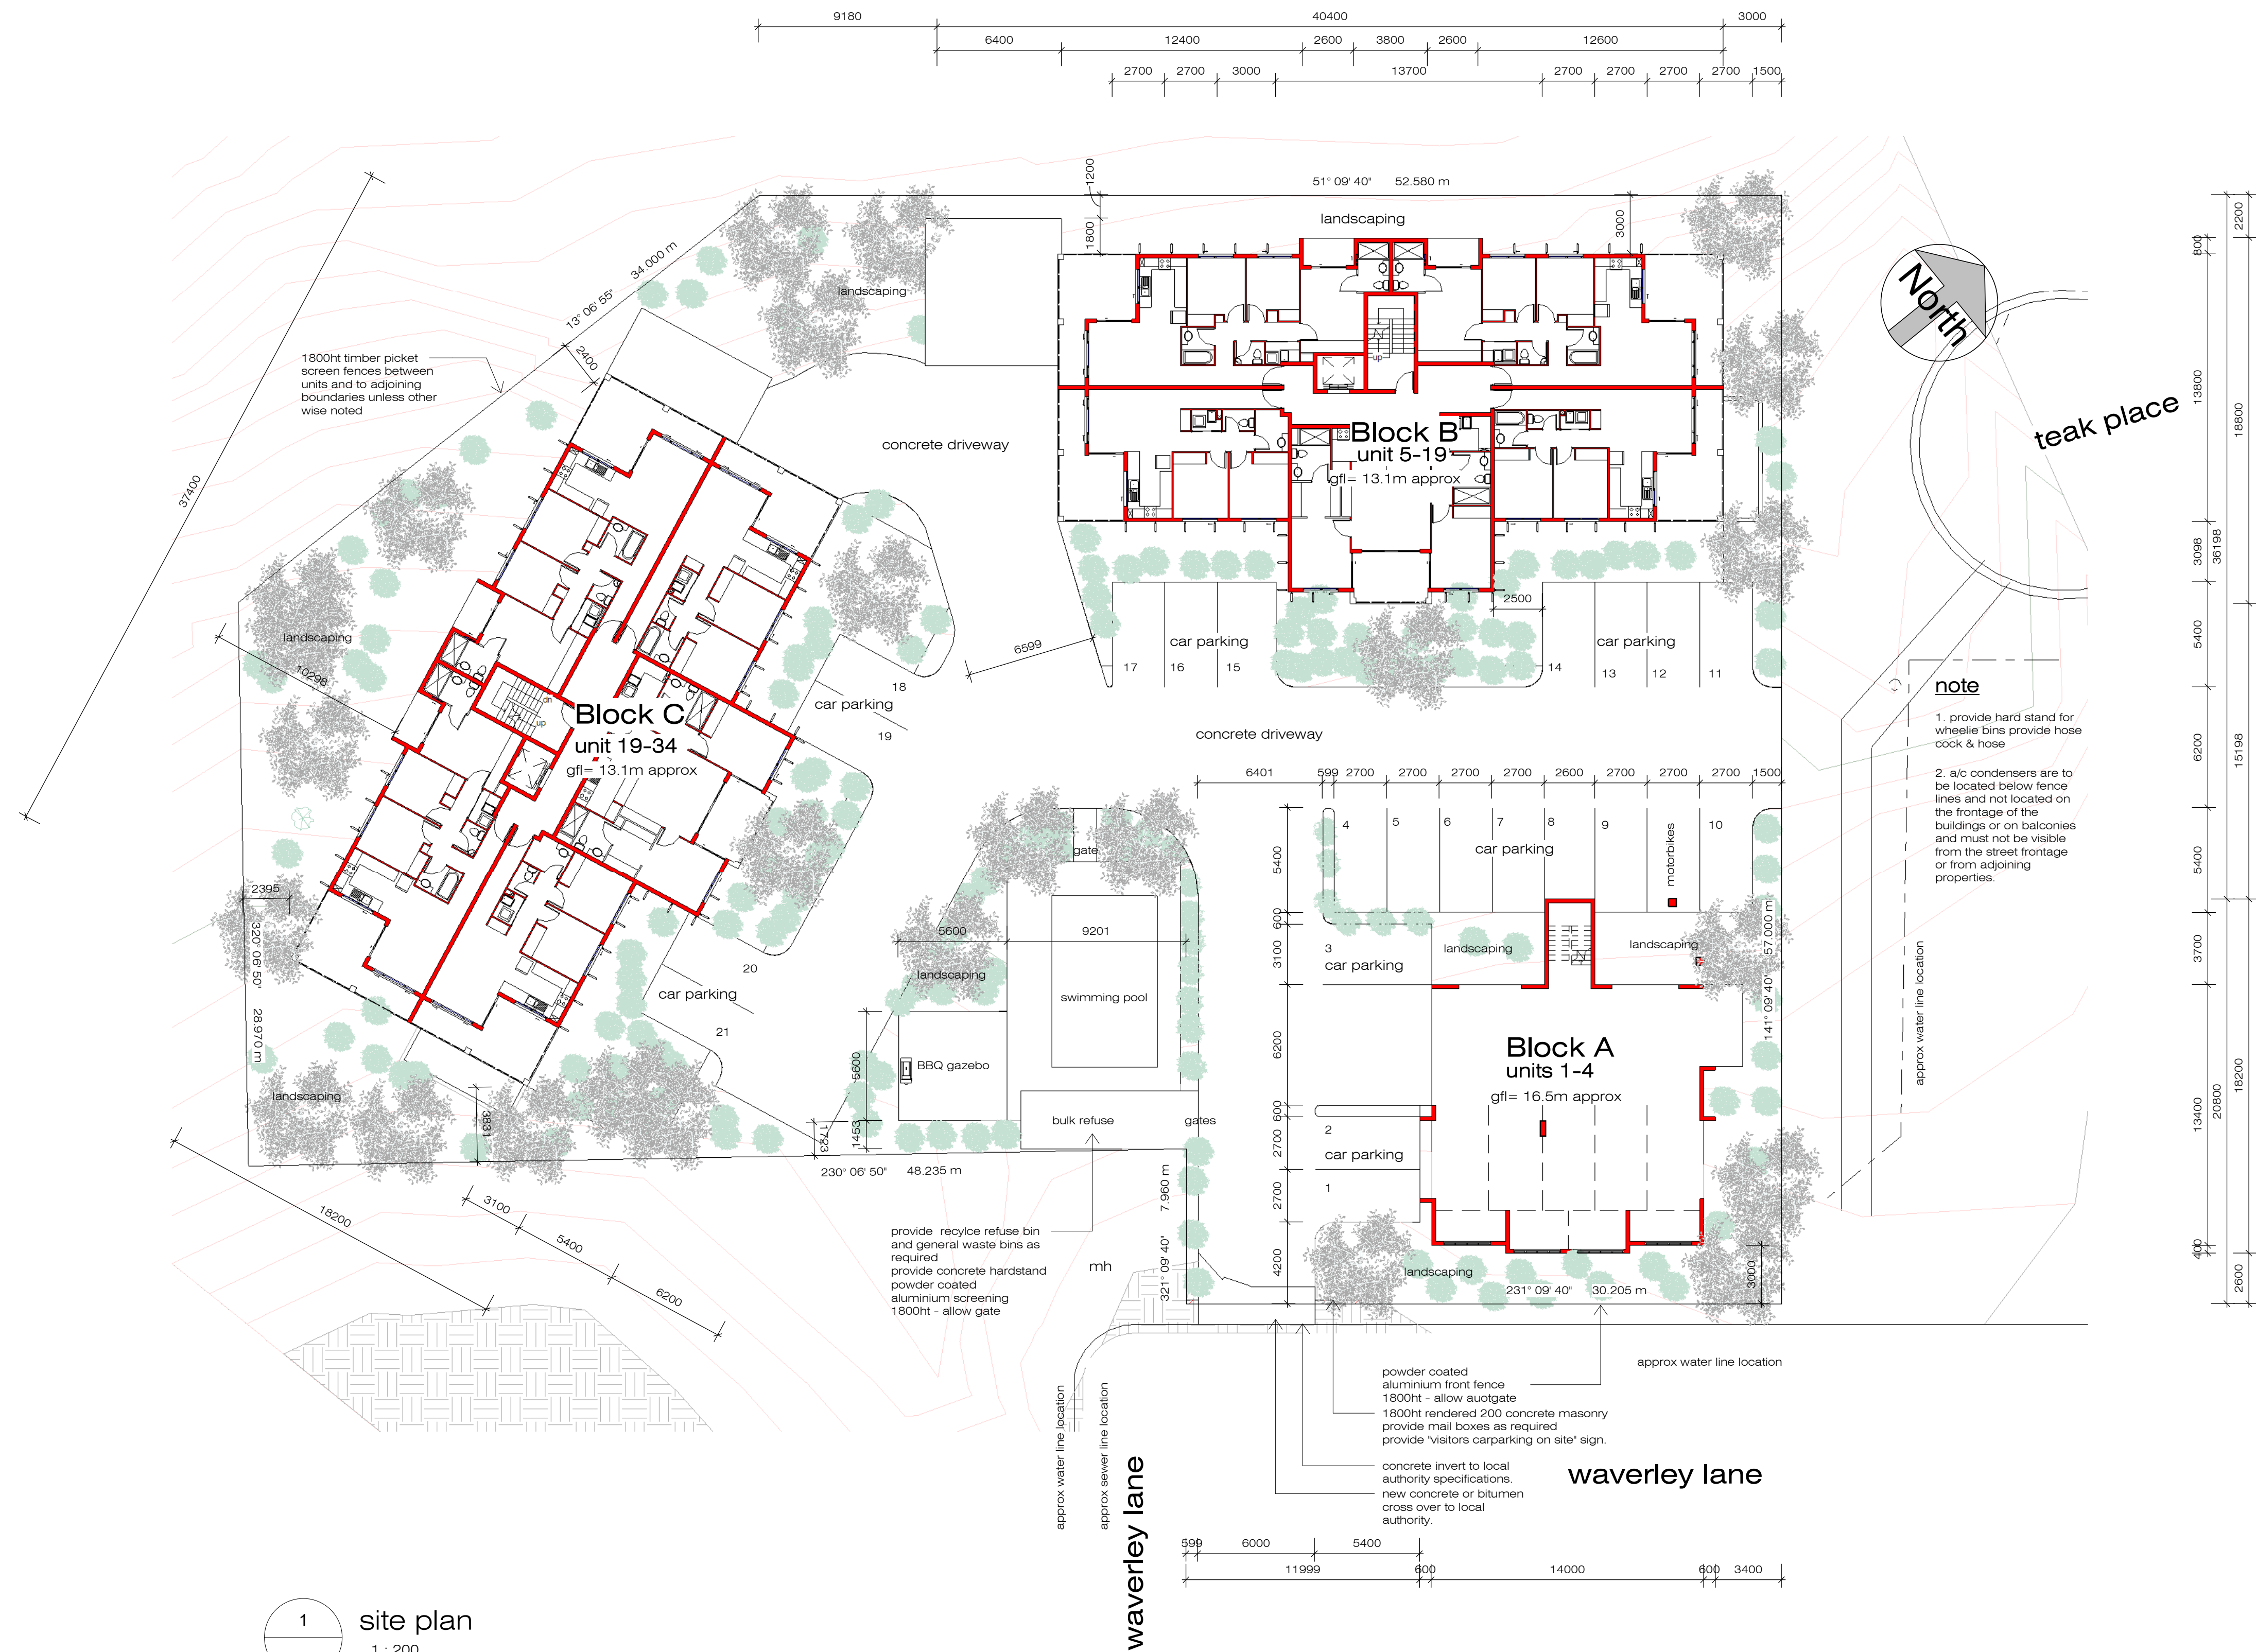 9180
40400
3000
6400
12400
2600
3800
2600
12600
2700
2700
3000
13700
2700
2700
2700
2700
1500
1200
51° 09' 40" 52.580 m
landscaping
1800
3000
34.000 m
13° 06' 55"
landscaping
2400
37400
1800ht timber picket
screen fences between
units and to adjoining
boundaries unless other
wise noted
concrete driveway
up
Block B
unit 5-19
gfl= 13.1m approx
North
teak place
2200
800
13800
18800
3098
36198
5400
6200
15198
5400
3700
18200
13400
20800
400
2600
2500
landscaping
10298
6599
car parking
17
16
15
car parking
14
13
12
11
18
car parking
19
dn
up
Block C
unit 19-34
gfl= 13.1m approx
concrete driveway
note
1. provide hard stand for
wheelie bins provide hose
cock & hose
2. a/c condensers are to
be located below fence
lines and not located on
the frontage of the
buildings or on balconies
and must not be visible
from the street frontage
or from adjoining
properties.
6401
599
2700
2700
2700
2700
2600
2700
2700
2700
1500
4
5
6
7
8
9
10
car parking
motorbikes
gate
5400
600
3100
6200
600
2700
2700
4200
2395
320° 06' 50" 28.970 m
5600
9201
landscaping
swimming pool
3
car parking
landscaping
landscaping
141° 09' 40" 57.000 m
approx water line location
20
car parking
21
5600
BBQ gazebo
1453
1723
bulk refuse
gates
Block A
units 1-4
gfl= 16.5m approx
2
car parking
1
landscaping
3831
230° 06' 50" 48.235 m
7.960 m
321° 09' 40"
18200
3100
5400
6200
provide recylce refuse bin
and general waste bins as
required
provide concrete hardstand
powder coated
aluminium screening
1800ht - allow gate
mh
landscaping
231° 09' 40" 30.205 m
3000
powder coated
aluminium front fence
1800ht - allow auotgate
1800ht rendered 200 concrete masonry
provide mail boxes as required
provide "visitors carparking on site" sign.
concrete invert to local
authority specifications.
new concrete or bitumen
cross over to local
authority.
approx water line location
waverley lane
approx water line location
approx sewer line location
waverley lane
599
6000
5400
11999
600
14000
600
3400
1
site plan
1 : 200